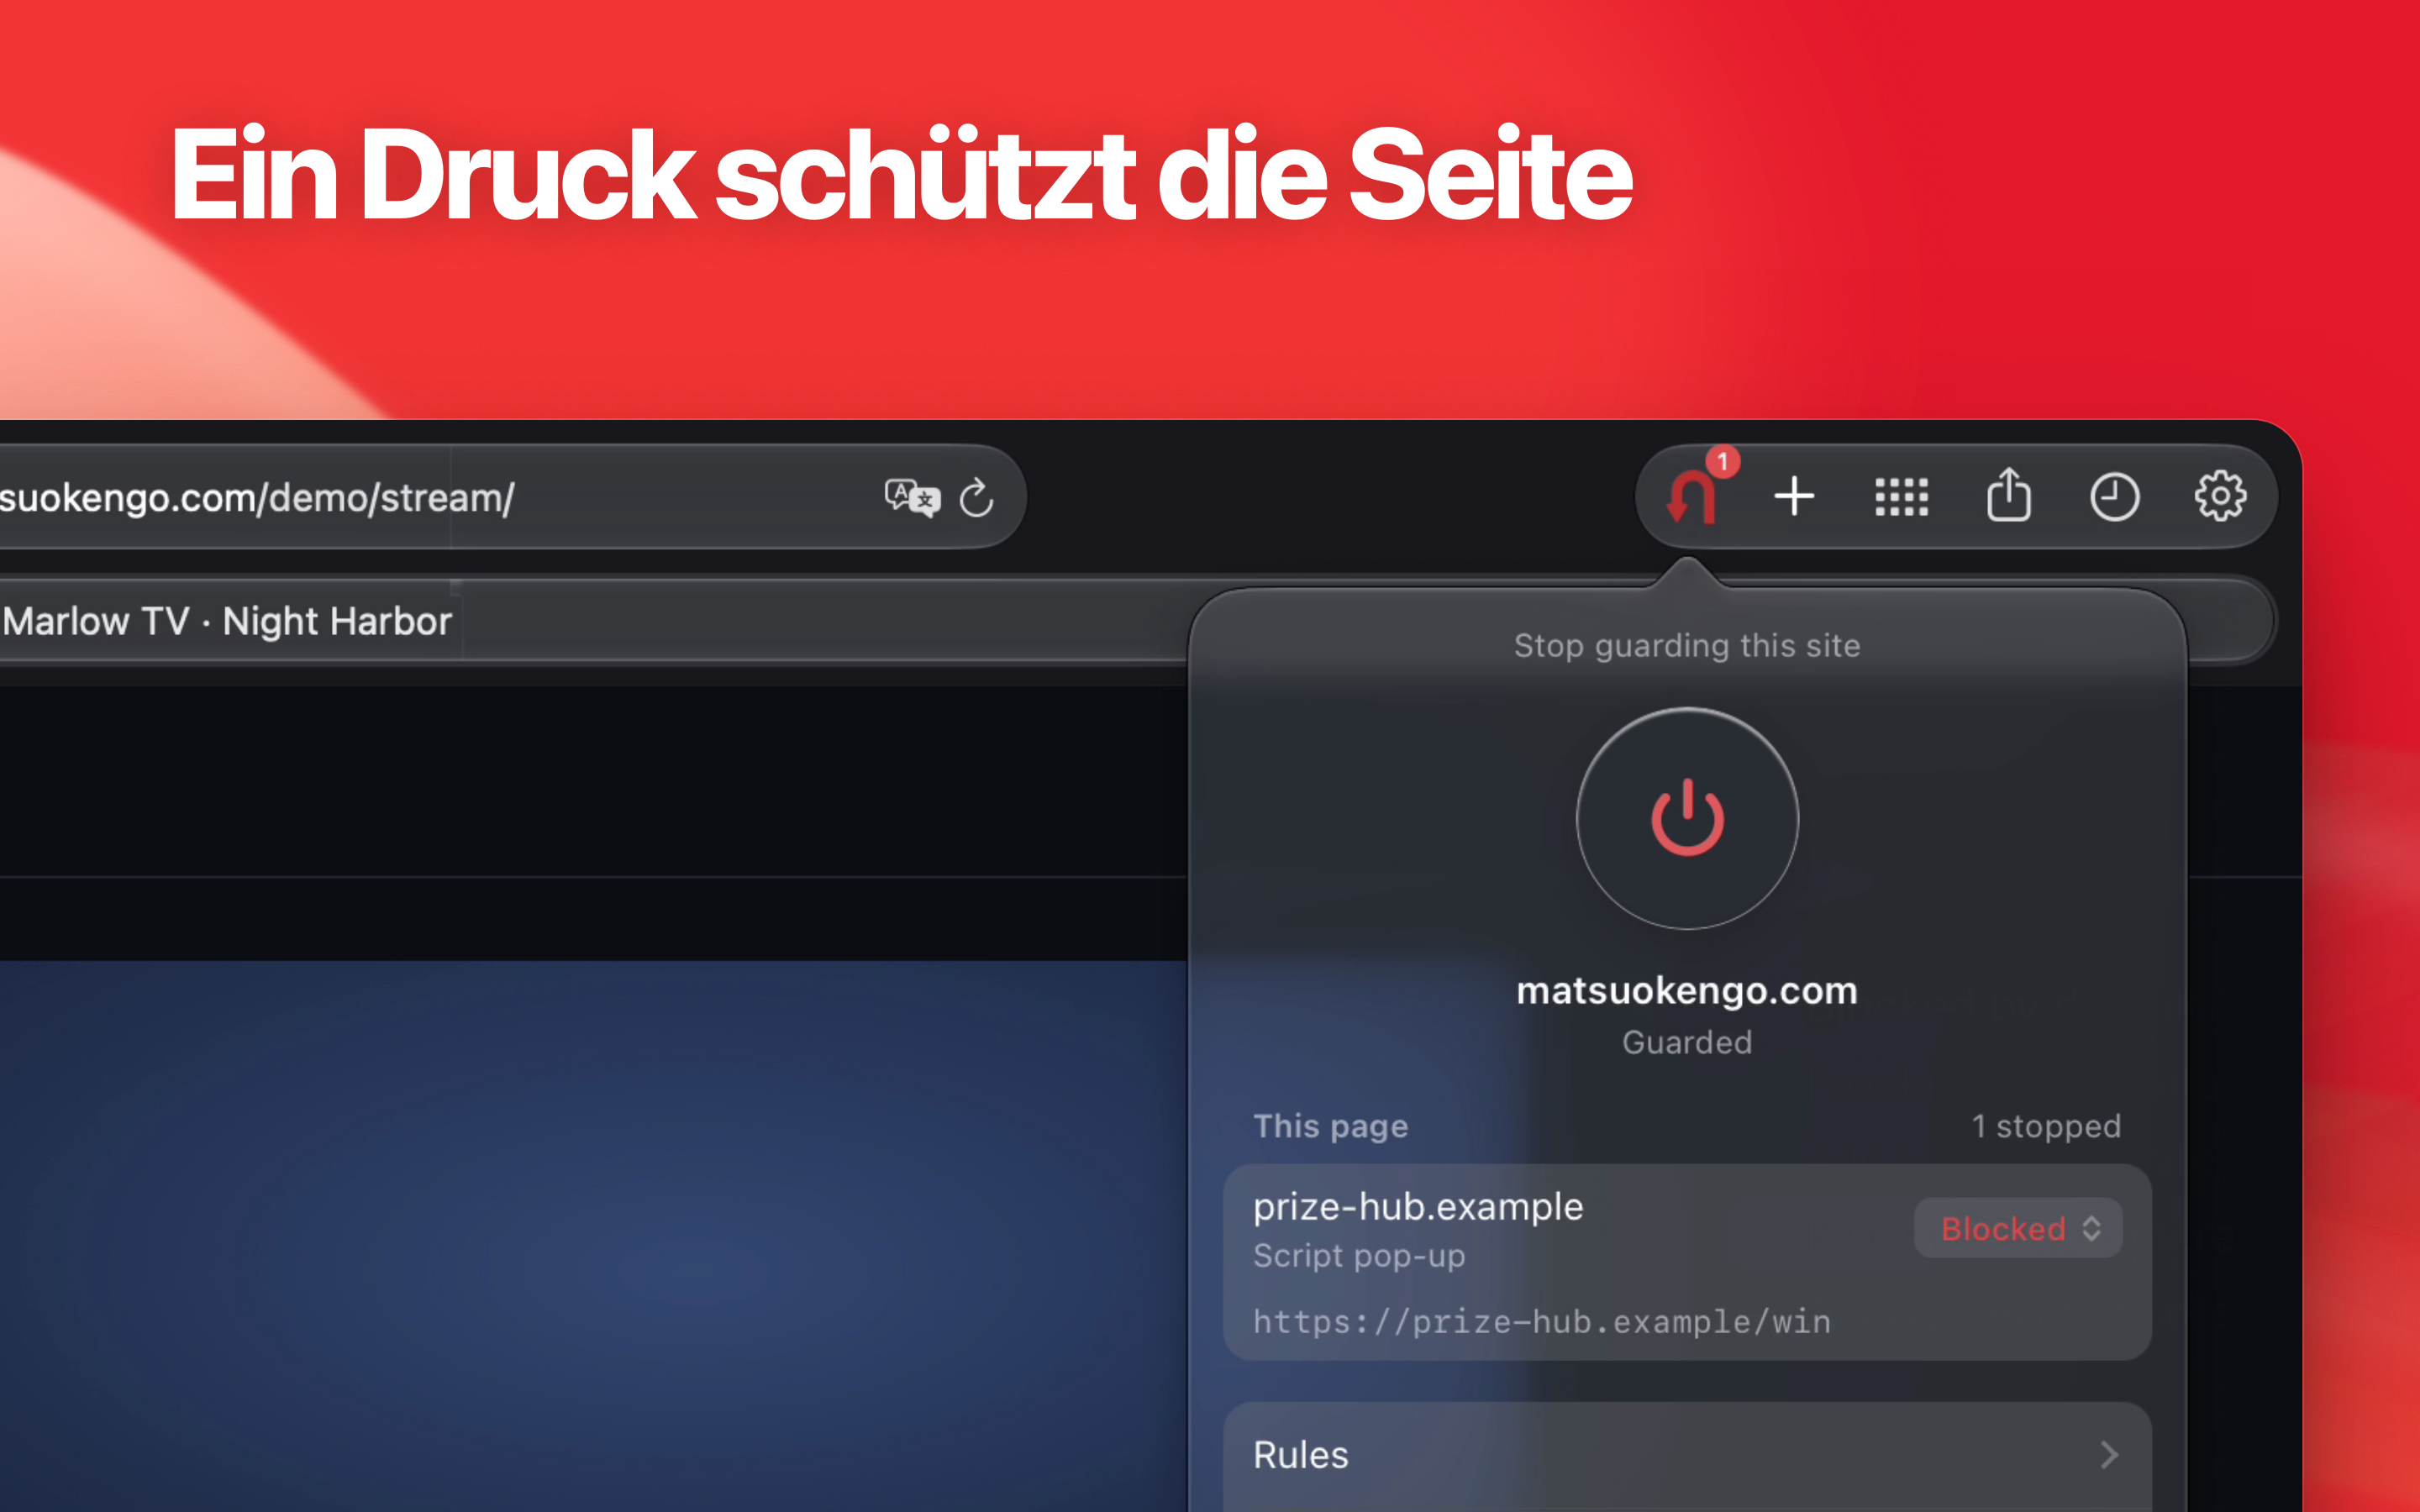 Ein Druck schützt die Seite
suokengo.com/demo/stream/
1
Marlow TV · Night Harbor
Stop guarding this site
matsuokengo.com
Guarded
This page
1 stopped
prize-hub.example
Blocked
Script pop-up
https://prize-hub.example/win
Rules